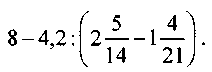 8 − 4,2 : (2 5/14 − 1 4/21).